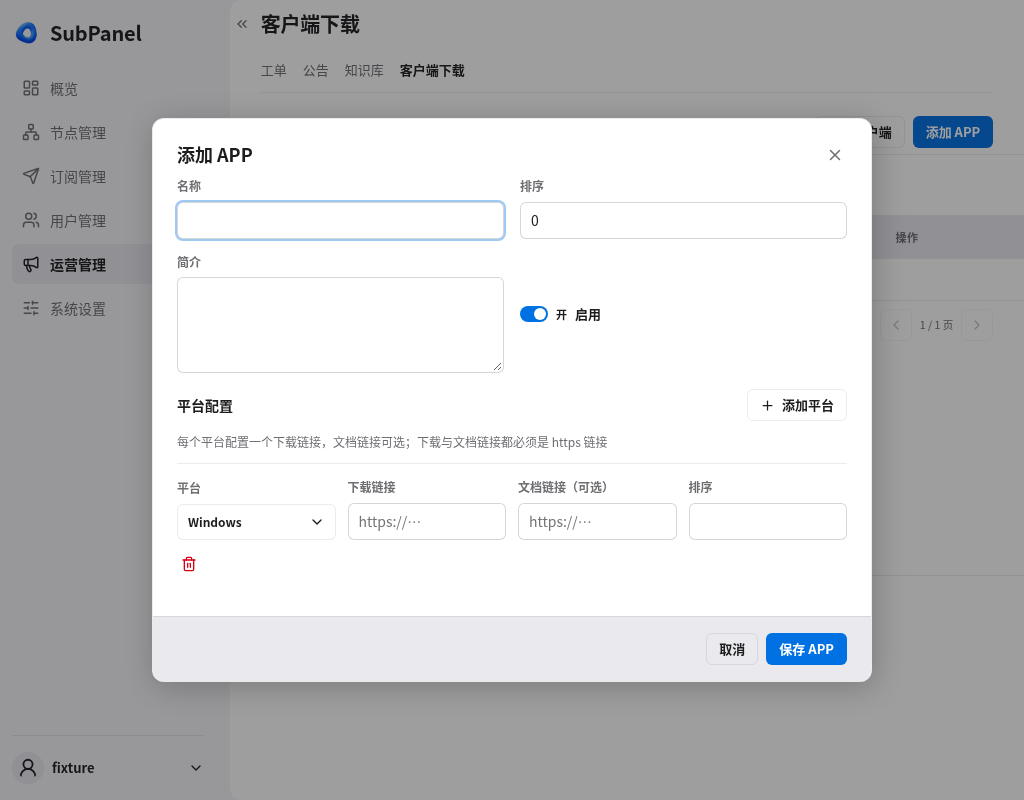 SubPanel
概览
节点管理
订阅管理
用户管理
运营管理
系统设置
fixture
客户端下载
工单 公告 知识库 客户端下载
户端
添加 APP
操作
1 / 1 页
添加 APP
名称
排序
0
简介
开 启用
平台配置
添加平台
每个平台配置一个下载链接，文档链接可选；下载与文档链接都必须是 https 链接
平台 下载链接 文档链接（可选） 排序
Windows https://… https://…
取消 保存 APP